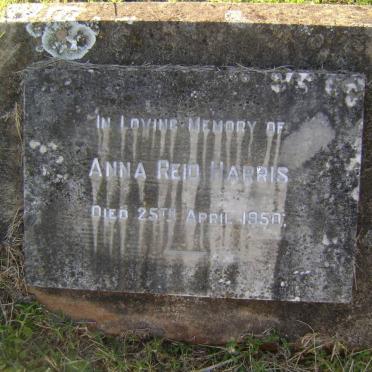 In Loving Memory of
Anna Reid Harris
Died 25th April 1950.